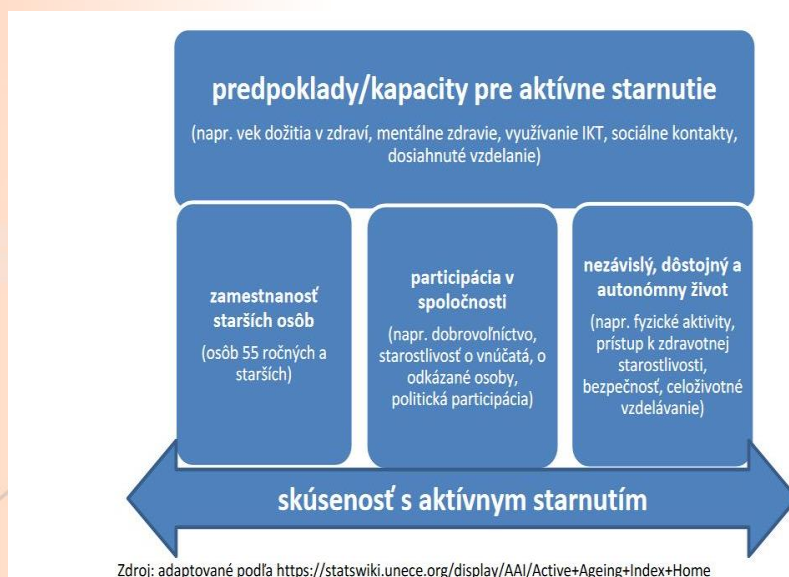 predpoklady/kapacity pre aktívne starnutie
(napr. vek dožitia v zdraví, mentálne zdravie, využívanie IKT, sociálne kontakty,
dosiahnuté vzdelanie)
zamestnanosť
starších osôb
(osôb 55 ročných a
starších)
participácia v
spoločnosti
(napr. dobrovoľníctvo,
starostlivosť o vnúčatá, o
odkázané osoby,
politická participácia)
nezávislý, dôstojný a
autonómny život
(napr. fyzické aktivity,
prístup k zdravotnej
starostlivosti,
bezpečnosť, celoživotné
vzdelávanie)
skúsenosť s aktívnym starnutím
Zdroj: adaptované podľa https://statswiki.unece.org/display/AAI/Active+Ageing+Index+Home